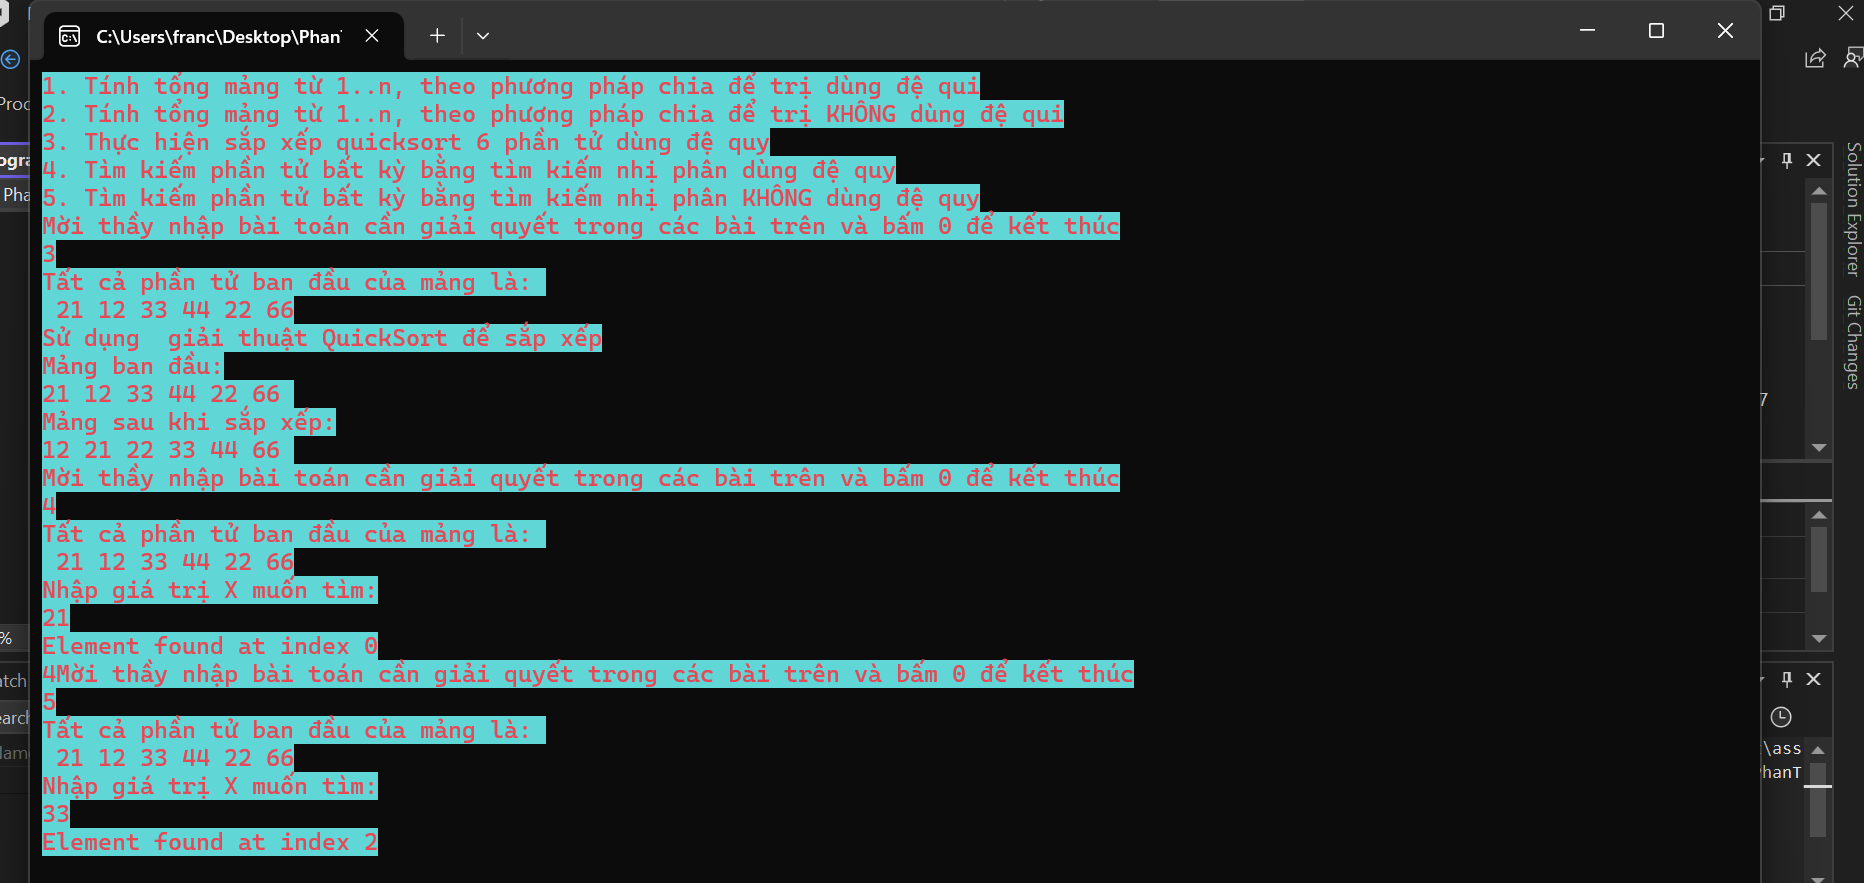 C:\Users\franc\Desktop\Phan
1. Tính tổng mảng từ 1..n, theo phương pháp chia để trị dùng đệ qui
2. Tính tổng mảng từ 1..n, theo phương pháp chia để trị KHÔNG dùng đệ qui
3. Thực hiện sắp xếp quicksort 6 phần tử dùng đệ quy
4. Tìm kiếm phần tử bất kỳ bằng tìm kiếm nhị phân dùng đệ quy
5. Tìm kiếm phần tử bất kỳ bằng tìm kiếm nhị phân KHÔNG dùng đệ quy
Mời thầy nhập bài toán cần giải quyết trong các bài trên và bấm 0 để kết thúc
3
Tất cả phần tử ban đầu của mảng là:
21 12 33 44 22 66
Sử dụng  giải thuật QuickSort để sắp xếp
Mảng ban đầu:
21 12 33 44 22 66
Mảng sau khi sắp xếp:
12 21 22 33 44 66
Mời thầy nhập bài toán cần giải quyết trong các bài trên và bấm 0 để kết thúc
4
Tất cả phần tử ban đầu của mảng là:
21 12 33 44 22 66
Nhập giá trị X muốn tìm:
21
Element found at index 0
4Mời thầy nhập bài toán cần giải quyết trong các bài trên và bấm 0 để kết thúc
5
Tất cả phần tử ban đầu của mảng là:
21 12 33 44 22 66
Nhập giá trị X muốn tìm:
33
Element found at index 2
Solution Explorer
Git Changes
7
\ass